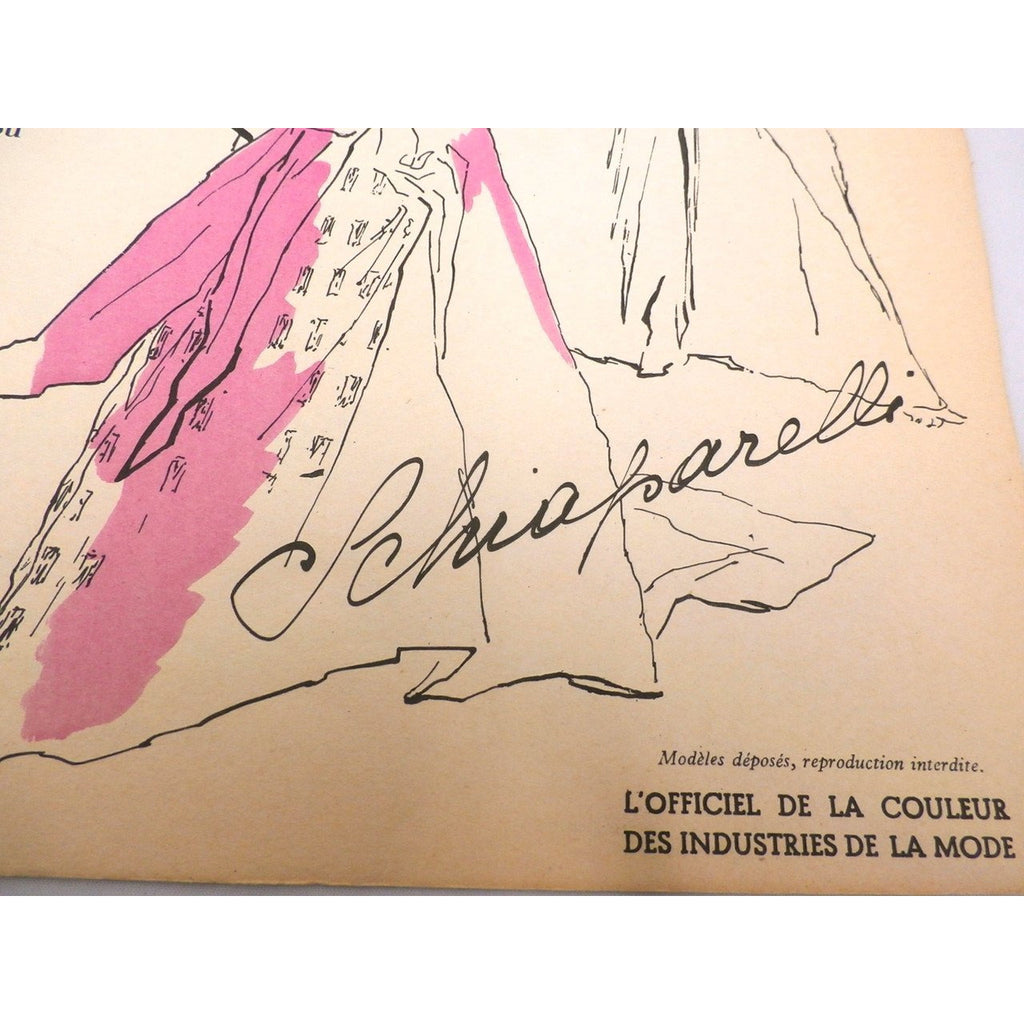 Schiaparelli
Modèles déposés, reproduction interdite.
L'OFFICIEL DE LA COULEUR
DES INDUSTRIES DE LA MODE